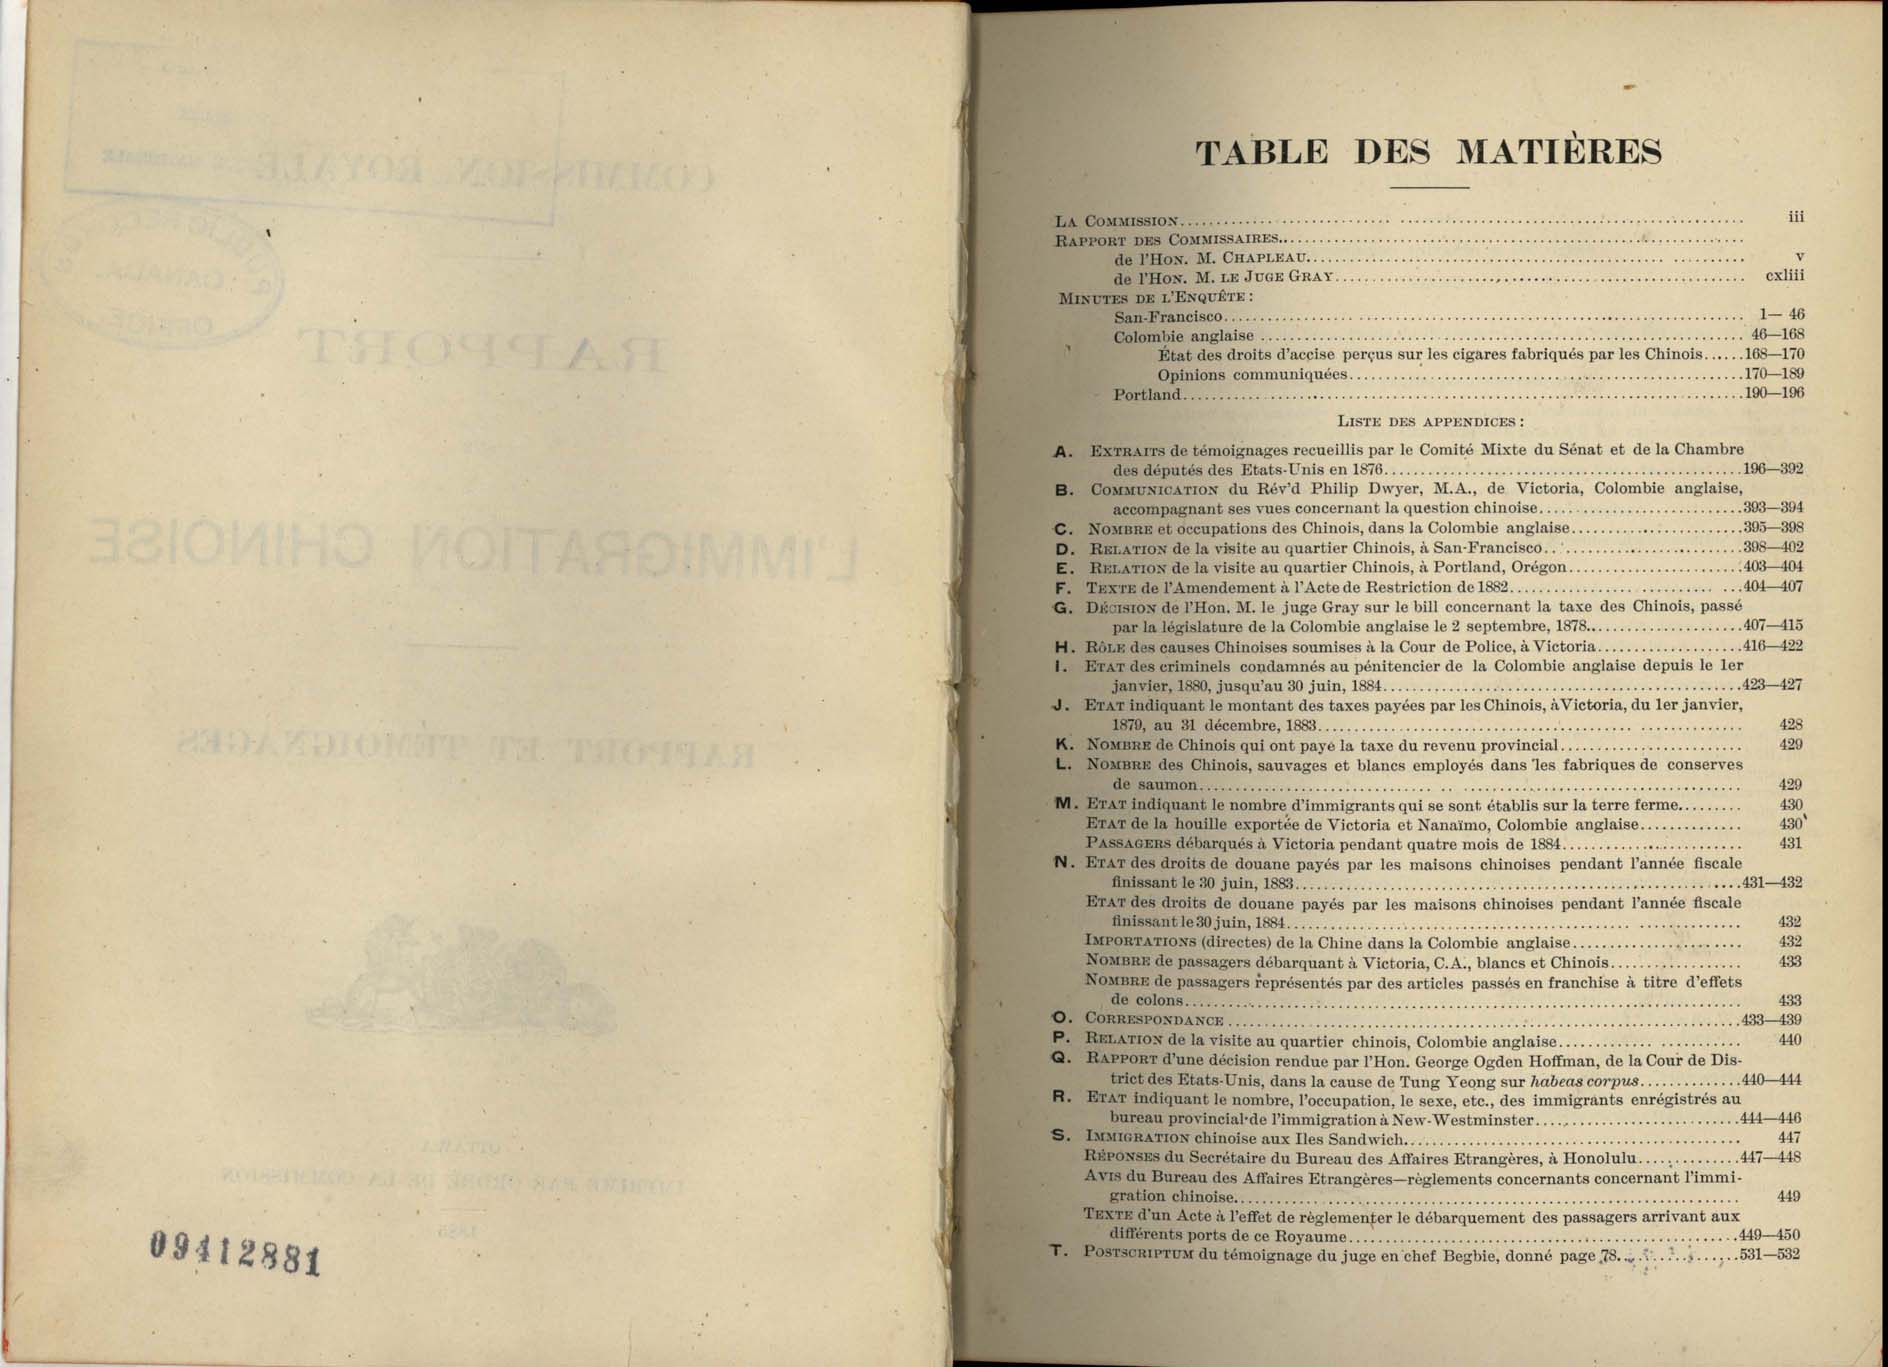 COMMISSION ROYALE
CANADA
OFFICE
RAPPORT
L'IMMIGRATION CHINOISE
RAPPORT ET TÉMOIGNAGES
OTTAWA
IMPRIMÉ PAR ORDRE DE LA COMMISSION
1885
09412881
TABLE DES MATIÈRES
LA COMMISSION.......... iii
RAPPORT DES COMMISSAIRES..........
de l'HON. M. CHAPLEAU.......... v
de l'HON. M. LE JUGE GRAY.......... cxliii
MINUTES DE L'ENQUÊTE :
San-Francisco.......... 1— 46
Colombie anglaise .......... 46—168
État des droits d'accise perçus sur les cigares fabriqués par les Chinois......168—170
Opinions communiquées..........170—189
Portland..........190—196
LISTE DES APPENDICES :
A. EXTRAITS de témoignages recueillis par le Comité Mixte du Sénat et de la Chambre
des députés des Etats-Unis en 1876..........196—392
B. COMMUNICATION du Rév'd Philip Dwyer, M.A., de Victoria, Colombie anglaise,
accompagnant ses vues concernant la question chinoise..........393—394
C. NOMBRE et occupations des Chinois, dans la Colombie anglaise..........395—398
D. RELATION de la visite au quartier Chinois, à San-Francisco..........398—402
E. RELATION de la visite au quartier Chinois, à Portland, Orégon..........403—404
F. TEXTE de l'Amendement à l'Acte de Restriction de 1882..........404—407
G. DÉCISION de l'Hon. M. le juge Gray sur le bill concernant la taxe des Chinois, passé
par la législature de la Colombie anglaise le 2 septembre, 1878..........407—415
H. RÔLE des causes Chinoises soumises à la Cour de Police, à Victoria..........416—422
I. ETAT des criminels condamnés au pénitencier de la Colombie anglaise depuis le 1er
janvier, 1880, jusqu'au 30 juin, 1884..........423—427
J. ETAT indiquant le montant des taxes payées par les Chinois, à Victoria, du 1er janvier,
1879, au 31 décembre, 1883.......... 428
K. NOMBRE de Chinois qui ont payé la taxe du revenu provincial.......... 429
L. NOMBRE des Chinois, sauvages et blancs employés dans les fabriques de conserves
de saumon.......... 429
M. ETAT indiquant le nombre d'immigrants qui se sont établis sur la terre ferme......... 430
ETAT de la houille exportée de Victoria et Nanaïmo, Colombie anglaise.......... 430
PASSAGERS débarqués à Victoria pendant quatre mois de 1884.......... 431
N. ETAT des droits de douane payés par les maisons chinoises pendant l'année fiscale
finissant le 30 juin, 1883..........431—432
ETAT des droits de douane payés par les maisons chinoises pendant l'année fiscale
finissant le 30 juin, 1884.......... 432
IMPORTATIONS (directes) de la Chine dans la Colombie anglaise.......... 432
NOMBRE de passagers débarquant à Victoria, C.A., blancs et Chinois.......... 433
NOMBRE de passagers représentés par des articles passés en franchise à titre d'effets
de colons.......... 433
O. CORRESPONDANCE ..........433—439
P. RELATION de la visite au quartier chinois, Colombie anglaise.......... 440
Q. RAPPORT d'une décision rendue par l'Hon. George Ogden Hoffman, de la Cour de Dis-
trict des Etats-Unis, dans la cause de Tung Yeong sur habeas corpus..........440—444
R. ETAT indiquant le nombre, l'occupation, le sexe, etc., des immigrants enrégistrés au
bureau provincial de l'immigration à New-Westminster..........444—446
S. IMMIGRATION chinoise aux Iles Sandwich.......... 447
RÉPONSES du Secrétaire du Bureau des Affaires Etrangères, à Honolulu..........447—448
AVIS du Bureau des Affaires Etrangères—règlements concernants concernant l'immi-
gration chinoise.......... 449
TEXTE d'un Acte à l'effet de règlementer le débarquement des passagers arrivant aux
différents ports de ce Royaume..........449—450
T. POSTSCRIPTUM du témoignage du juge en chef Begbie, donné page 78..........531—532